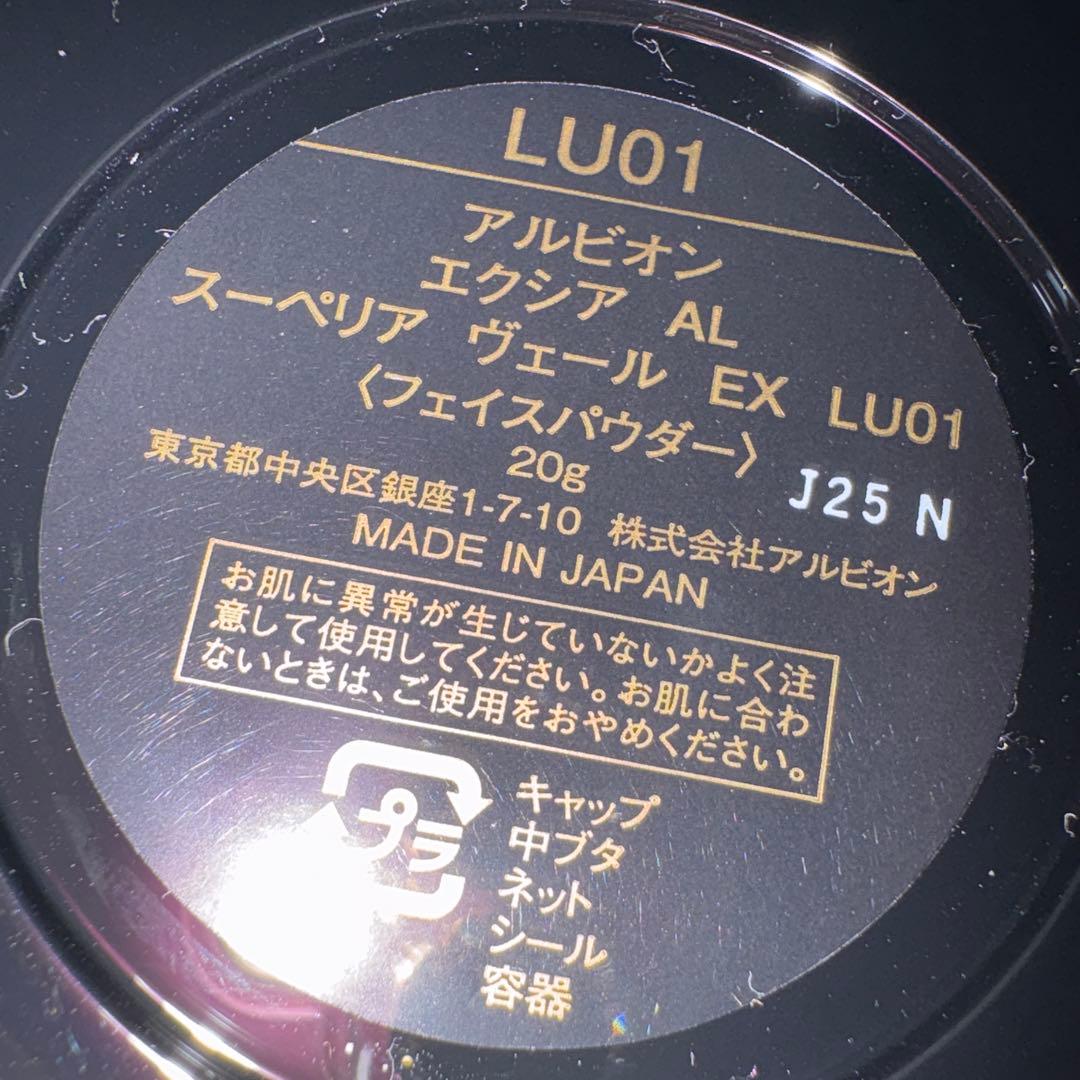 LU01
アルビオン
エクシア AL
スーペリア ヴェール EX LU01
〈フェイスパウダー〉
20g
J25 N
東京都中央区銀座1-7-10 株式会社アルビオン
MADE IN JAPAN
お肌に異常が生じていないかよく注
意して使用してください。お肌に合わ
ないときは、ご使用をおやめください。
プラ
キャップ
中ブタ
ネット
シール
容器